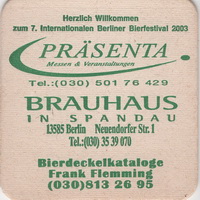 Herzlich Willkommen
zum 7. Internationalen Berliner Bierfestival 2003
PRÄSENTA
Messen & Veranstaltungen
Tel.:(030) 501 76 429
BRAUHAUS
IN SPANDAU
13585 Berlin Neuendorfer Str. 1
Tel.:(030) 35 39 070
Bierdeckelkataloge
Frank Flemming
(030)813 26 95